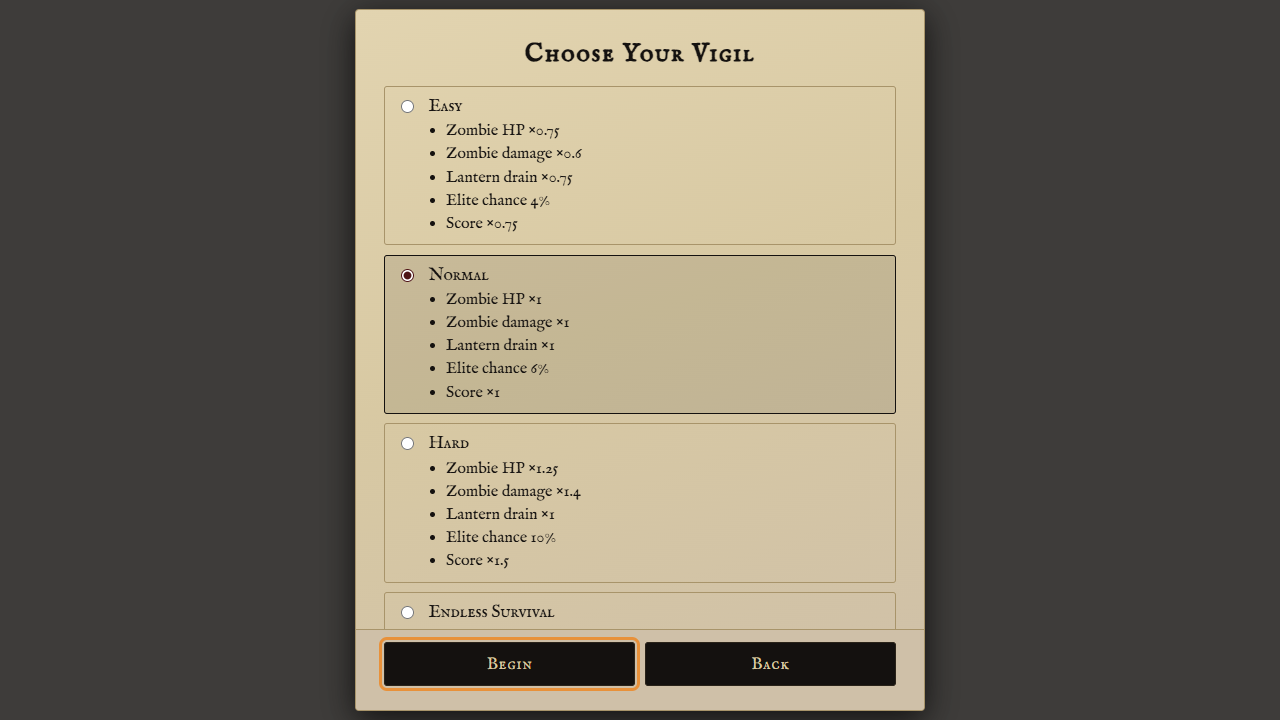 Choose Your Vigil
Easy
Zombie HP ×0.75
Zombie damage ×0.6
Lantern drain ×0.75
Elite chance 4%
Score ×0.75
Normal
Zombie HP ×1
Zombie damage ×1
Lantern drain ×1
Elite chance 6%
Score ×1
Hard
Zombie HP ×1.25
Zombie damage ×1.4
Lantern drain ×1
Elite chance 10%
Score ×1.5
Endless Survival
Begin
Back